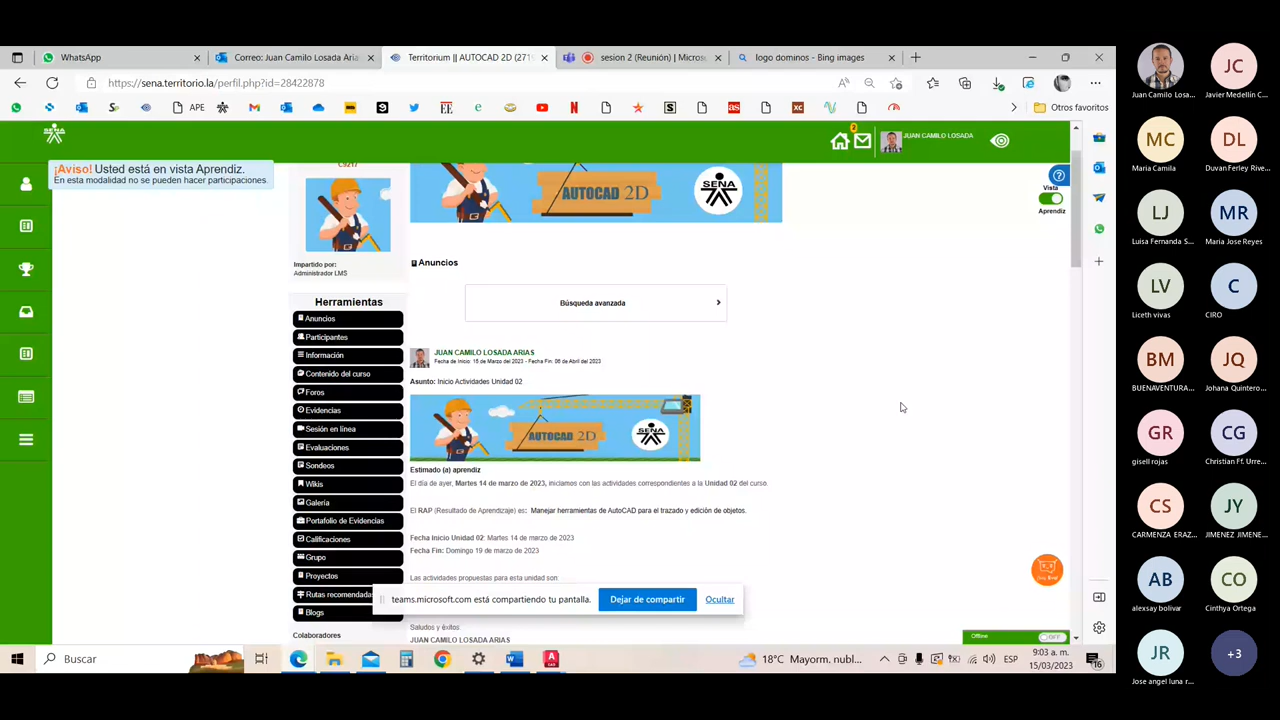 WhatsApp
Correo: Juan Camilo Losada Aria
Territorium || AUTOCAD 2D (271
sesion 2 (Reunión) | Micros
logo dominos - Bing images
https://sena.territorio.la/perfil.php?id=28422878
APE
Otros favoritos
SENA
JUAN CAMILO LOSADA
¡Aviso! Usted está en vista Aprendiz.
En esta modalidad no se pueden hacer participaciones.
Vista
Aprendiz
AUTOCAD 2D
SENA
Impartido por:
Administrador LMS
Anuncios
Búsqueda avanzada
Herramientas
Anuncios
Participantes
Información
Contenido del curso
Foros
Evidencias
Sesión en línea
Evaluaciones
Sondeos
Wikis
Galería
Portafolio de Evidencias
Calificaciones
Grupo
Proyectos
Rutas recomendadas
Blogs
Colaboradores
JUAN CAMILO LOSADA ARIAS
Fecha de Inicio: 15 de Marzo del 2023 - Fecha Fin: 06 de Abril del 2023
Asunto: Inicio Actividades Unidad 02
AUTOCAD 2D
SENA
Estimado (a) aprendiz
El día de ayer, Martes 14 de marzo de 2023, iniciamos con las actividades correspondientes a la Unidad 02 del curso.
El RAP (Resultado de Aprendizaje) es: Manejar herramientas de AutoCAD para el trazado y edición de objetos.
Fecha Inicio Unidad 02: Martes 14 de marzo de 2023
Fecha Fin: Domingo 19 de marzo de 2023
Las actividades propuestas para esta unidad son
teams.microsoft.com está compartiendo tu pantalla.
Dejar de compartir
Ocultar
Saludos y éxitos
JUAN CAMILO LOSADA ARIAS
Offline
OFF
Buscar
18°C Mayorm. nubl...
ESP
9:03 a. m.
15/03/2023
16
Juan Camilo Losa...
JC
Javier Medellín C...
MC
Maria Camila
DL
Duvan Ferley Rive...
LJ
Luisa Fernanda S...
MR
Maria Jose Reyes
LV
Liceth vivas
C
CIRO
BM
BUENAVENTURA...
JQ
Johana Quintero...
GR
gisell rojas
CG
Christian Ff. Urre...
CS
CARMENZA ERAZ...
JY
JIMENEZ JIMENE...
AB
alexsay bolivar
CO
Cinthya Ortega
JR
Jose angel luna r...
+3